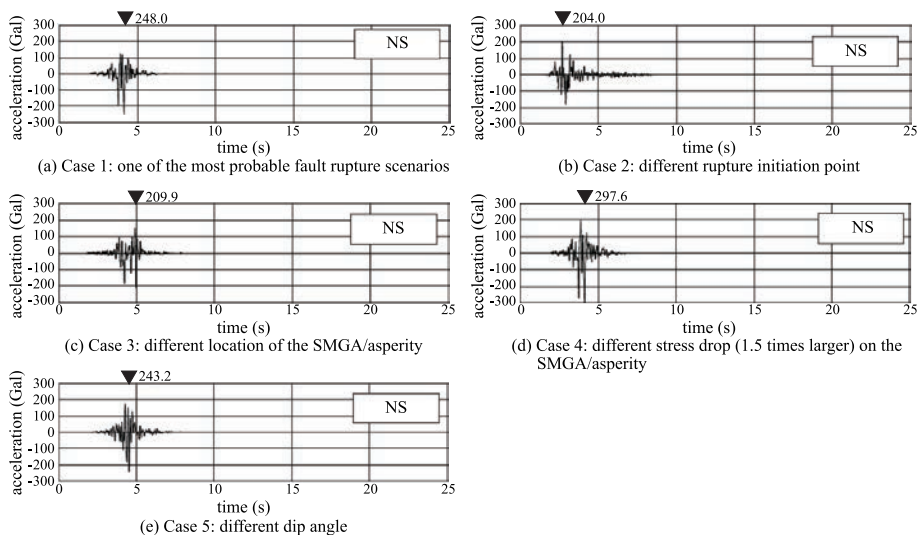 ▼248.0
acceleration (Gal)
300
200
100
0
-100
-200
-300
NS
0 5 10 15 20 25
time (s)
(a) Case 1: one of the most probable fault rupture scenarios
▼204.0
acceleration (Gal)
300
200
100
0
-100
-200
-300
NS
0 5 10 15 20 25
time (s)
(b) Case 2: different rupture initiation point
▼209.9
acceleration (Gal)
300
200
100
0
-100
-200
-300
NS
0 5 10 15 20 25
time (s)
(c) Case 3: different location of the SMGA/asperity
▼297.6
acceleration (Gal)
300
200
100
0
-100
-200
-300
NS
0 5 10 15 20 25
time (s)
(d) Case 4: different stress drop (1.5 times larger) on the
SMGA/asperity
▼243.2
acceleration (Gal)
300
200
100
0
-100
-200
-300
NS
0 5 10 15 20 25
time (s)
(e) Case 5: different dip angle